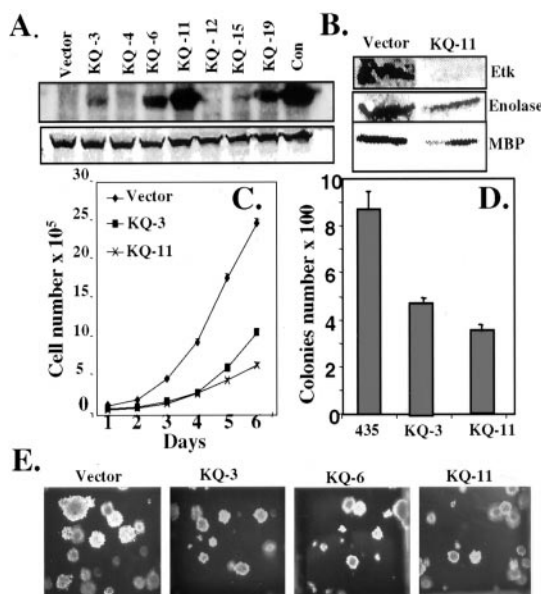 A.
Vector KQ-3 KQ-4 KQ-6 KQ-11 KQ-12 KQ-15 KQ-19 Con
B.
Vector KQ-11
Etk
Enolase
MBP
C.
Cell number x 10⁵
25
20
15
10
5
0
Vector
KQ-3
KQ-11
1 2 3 4 5 6
Days
D.
Colonies number x 100
10
8
6
4
2
0
435 KQ-3 KQ-11
E.
Vector KQ-3 KQ-6 KQ-11